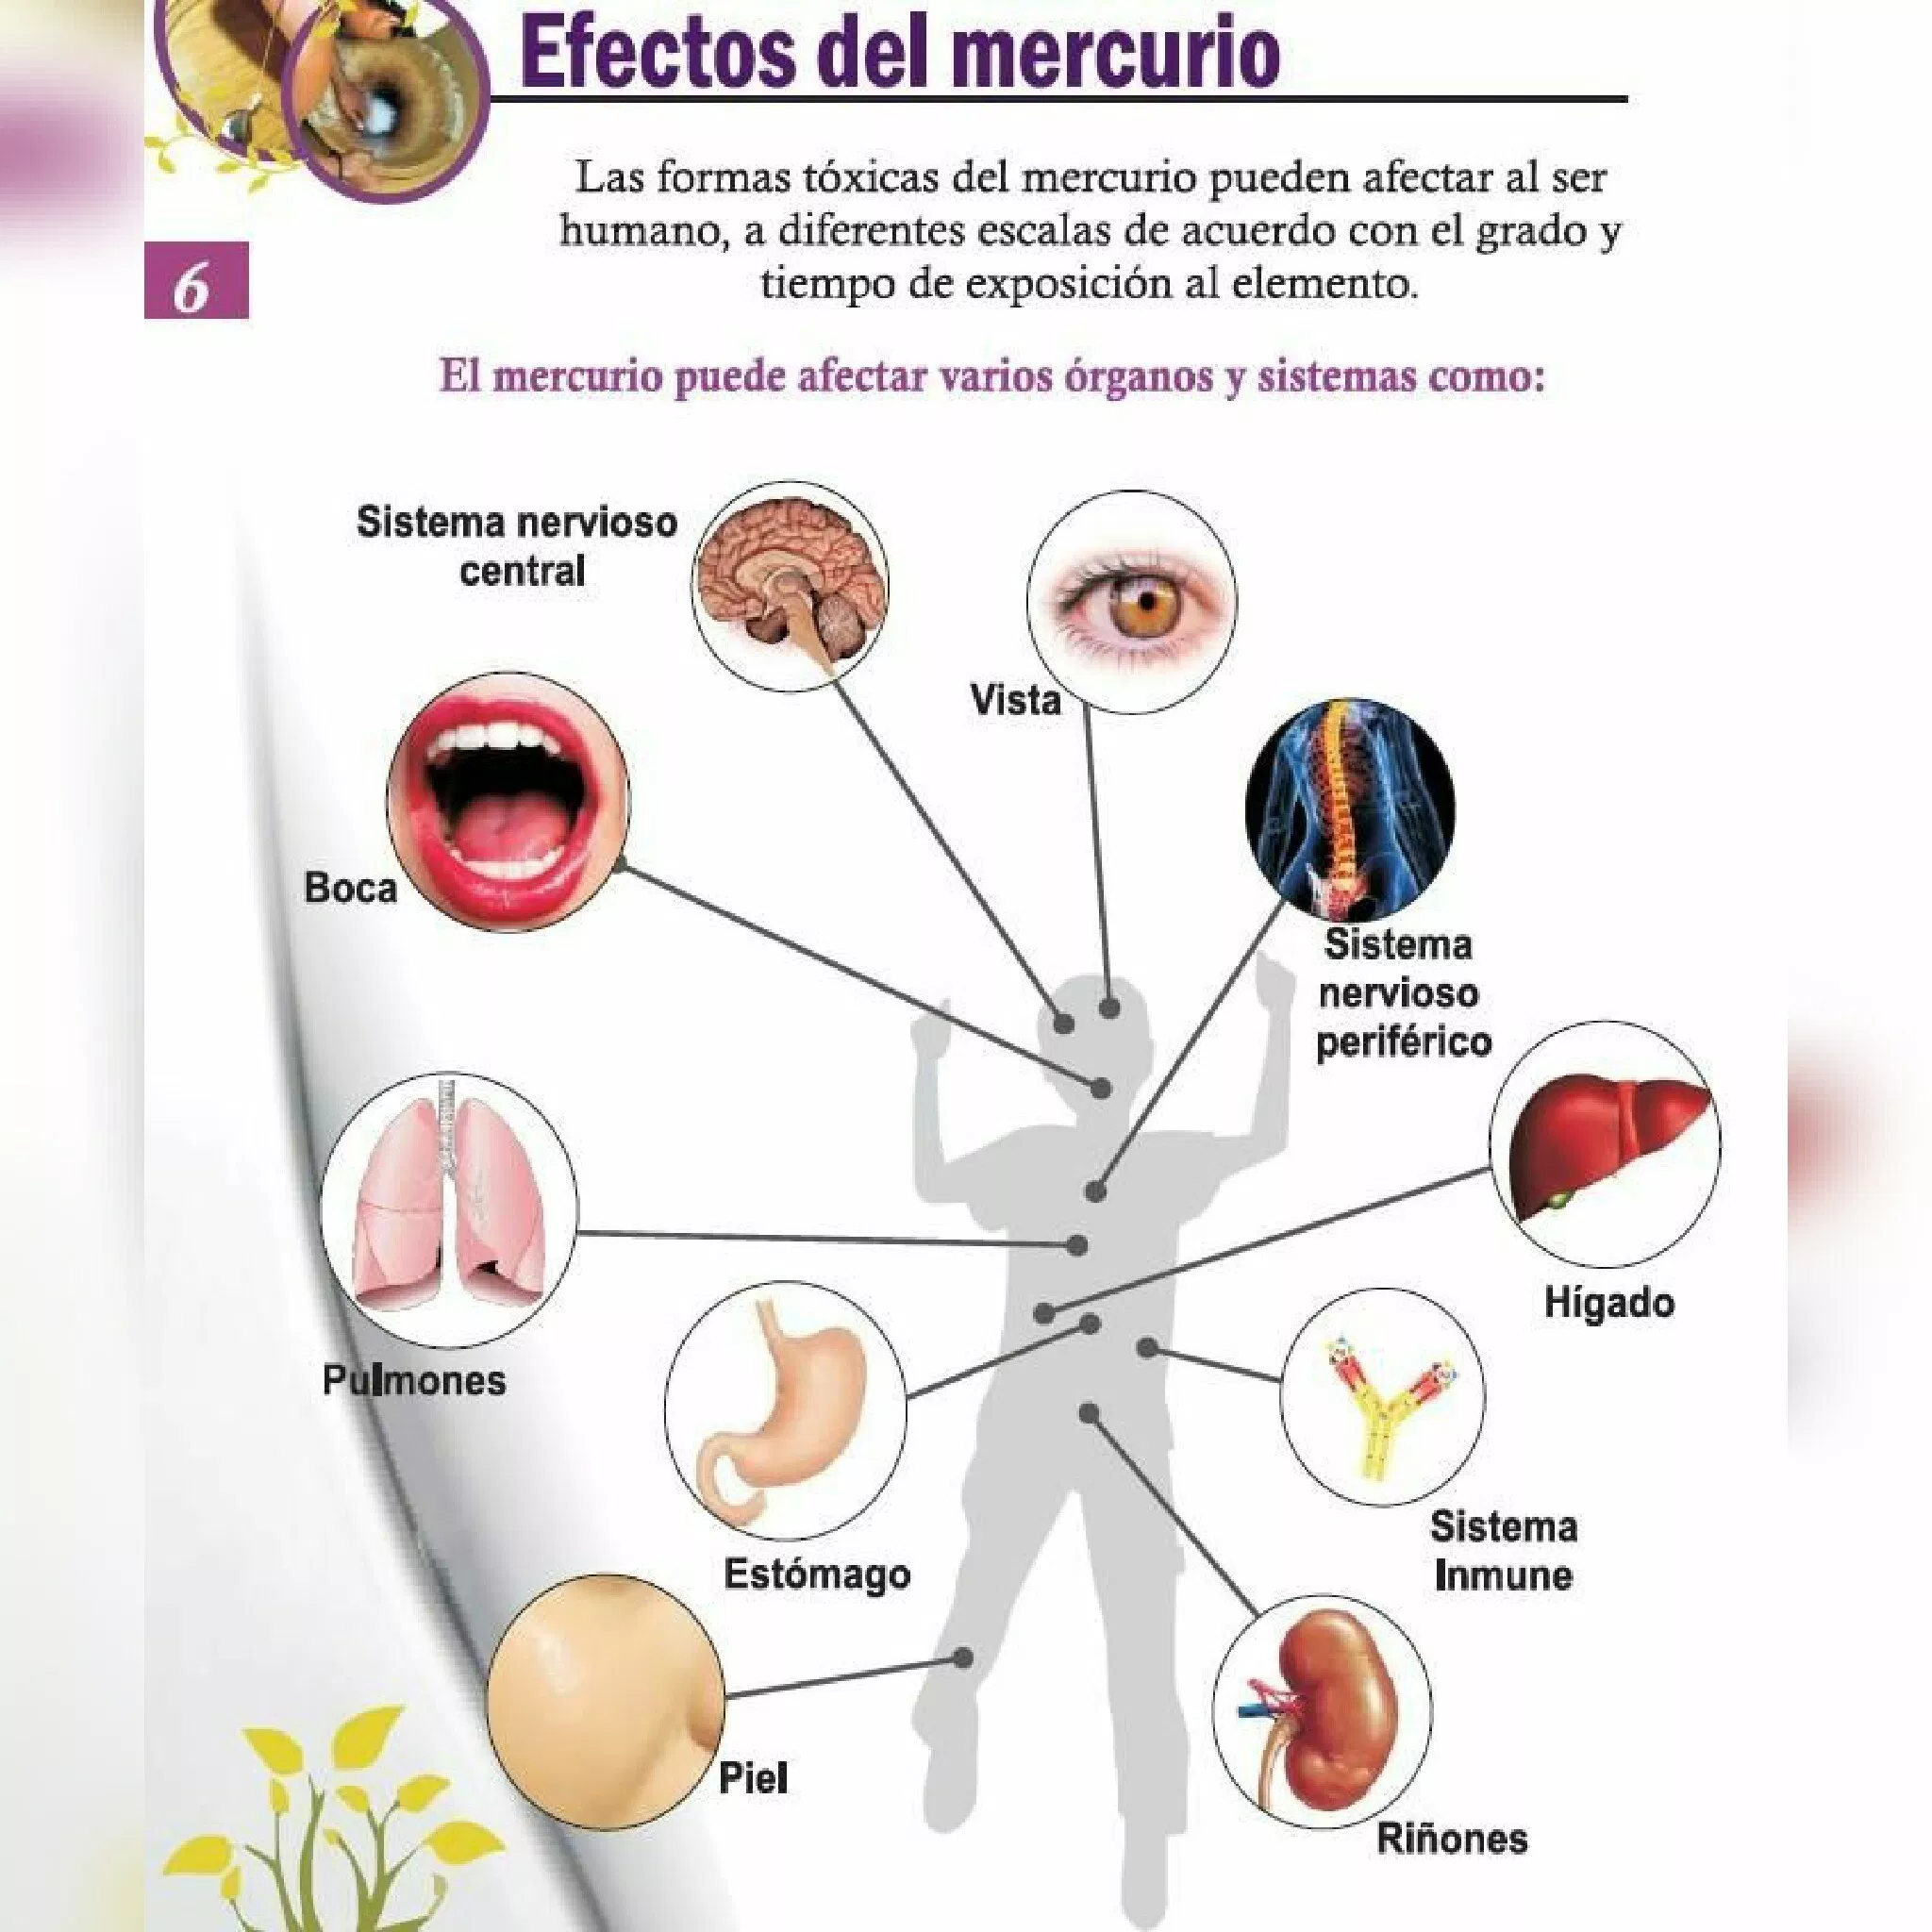 Efectos del mercurio
Las formas tóxicas del mercurio pueden afectar al ser
humano, a diferentes escalas de acuerdo con el grado y
tiempo de exposición al elemento.
6
El mercurio puede afectar varios órganos y sistemas como:
Sistema nervioso
central
Vista
Boca
Sistema
nervioso
periférico
Hígado
Pulmones
Sistema
Inmune
Estómago
Piel
Riñones